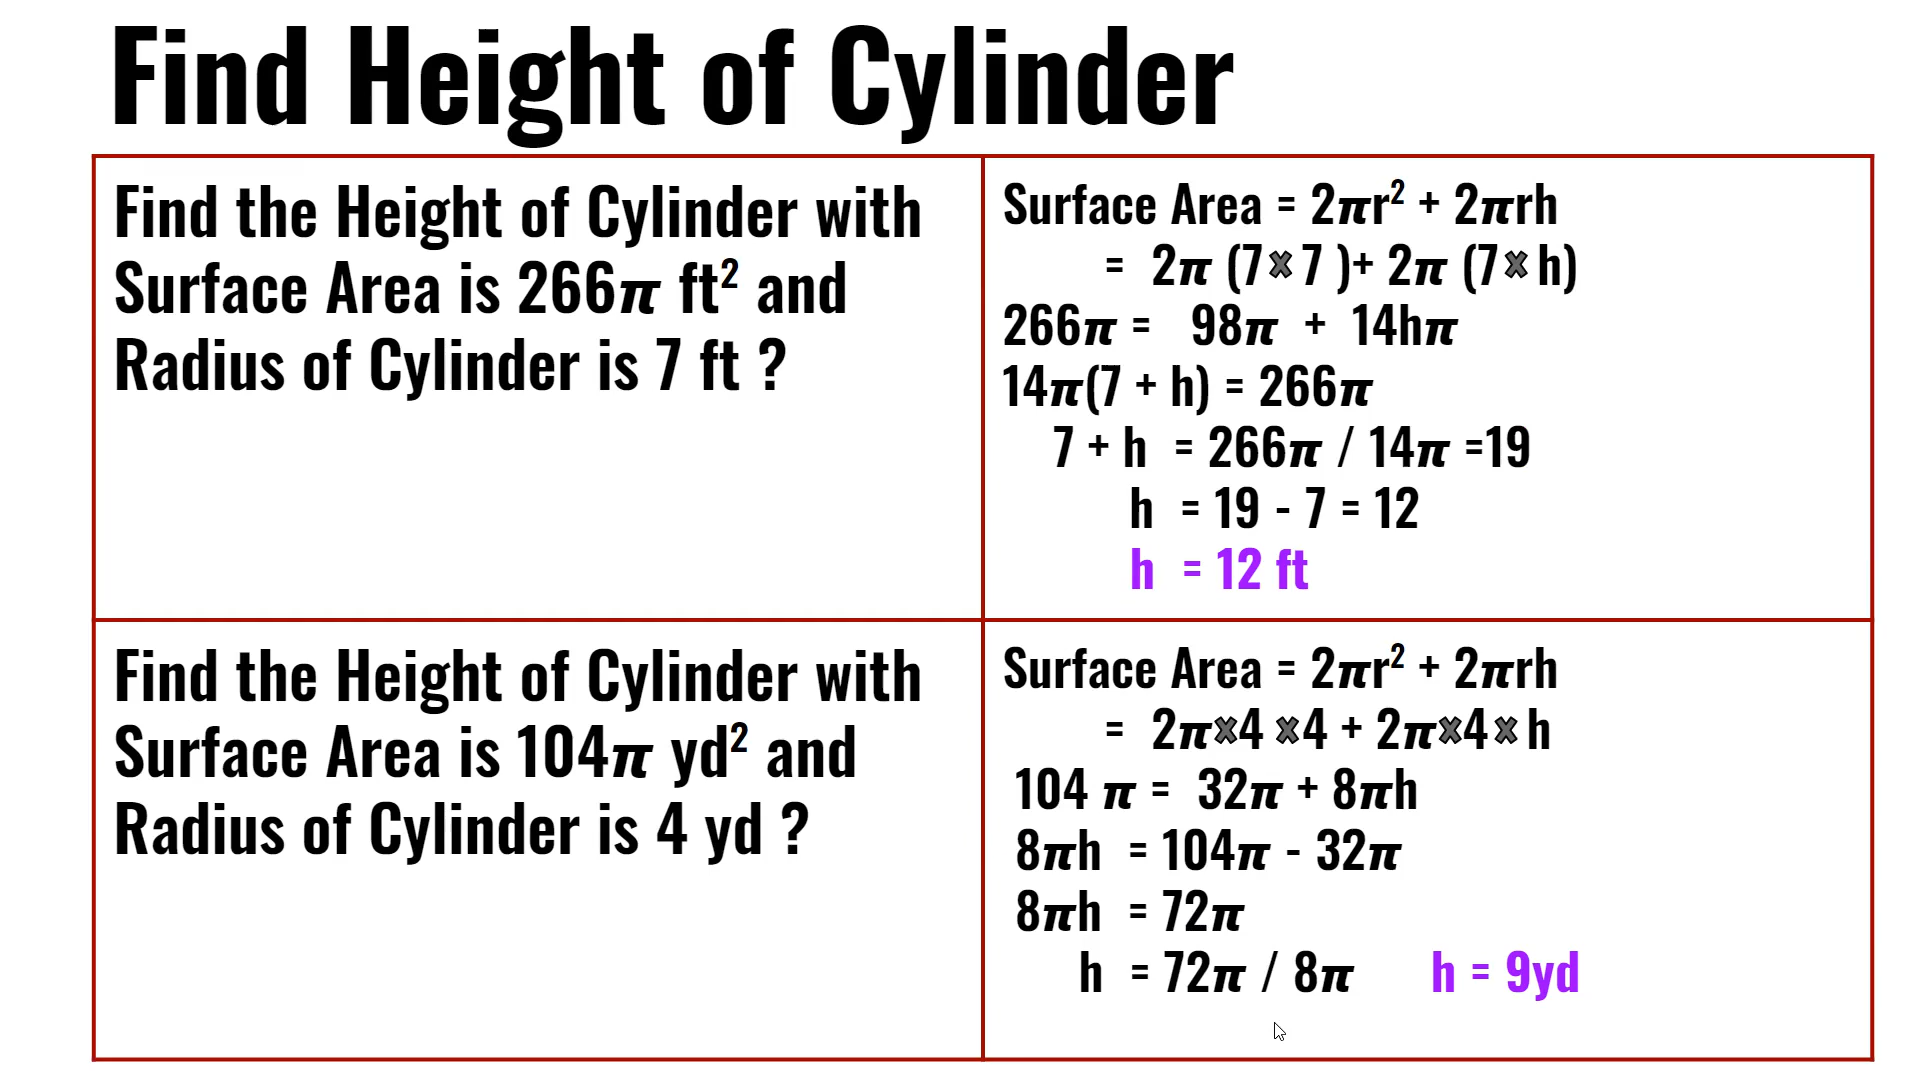 Find Height of Cylinder
Find the Height of Cylinder with
Surface Area is 266π ft² and
Radius of Cylinder is 7 ft ?
Surface Area = 2πr² + 2πrh
= 2π (7✖7 )+ 2π (7✖h)
266π = 98π + 14hπ
14π(7 + h) = 266π
7 + h = 266π / 14π =19
h = 19 - 7 = 12
h = 12 ft
Find the Height of Cylinder with
Surface Area is 104π yd² and
Radius of Cylinder is 4 yd ?
Surface Area = 2πr² + 2πrh
= 2π✖4 ✖4 + 2π✖4✖h
104 π = 32π + 8πh
8πh = 104π - 32π
8πh = 72π
h = 72π / 8π h = 9yd